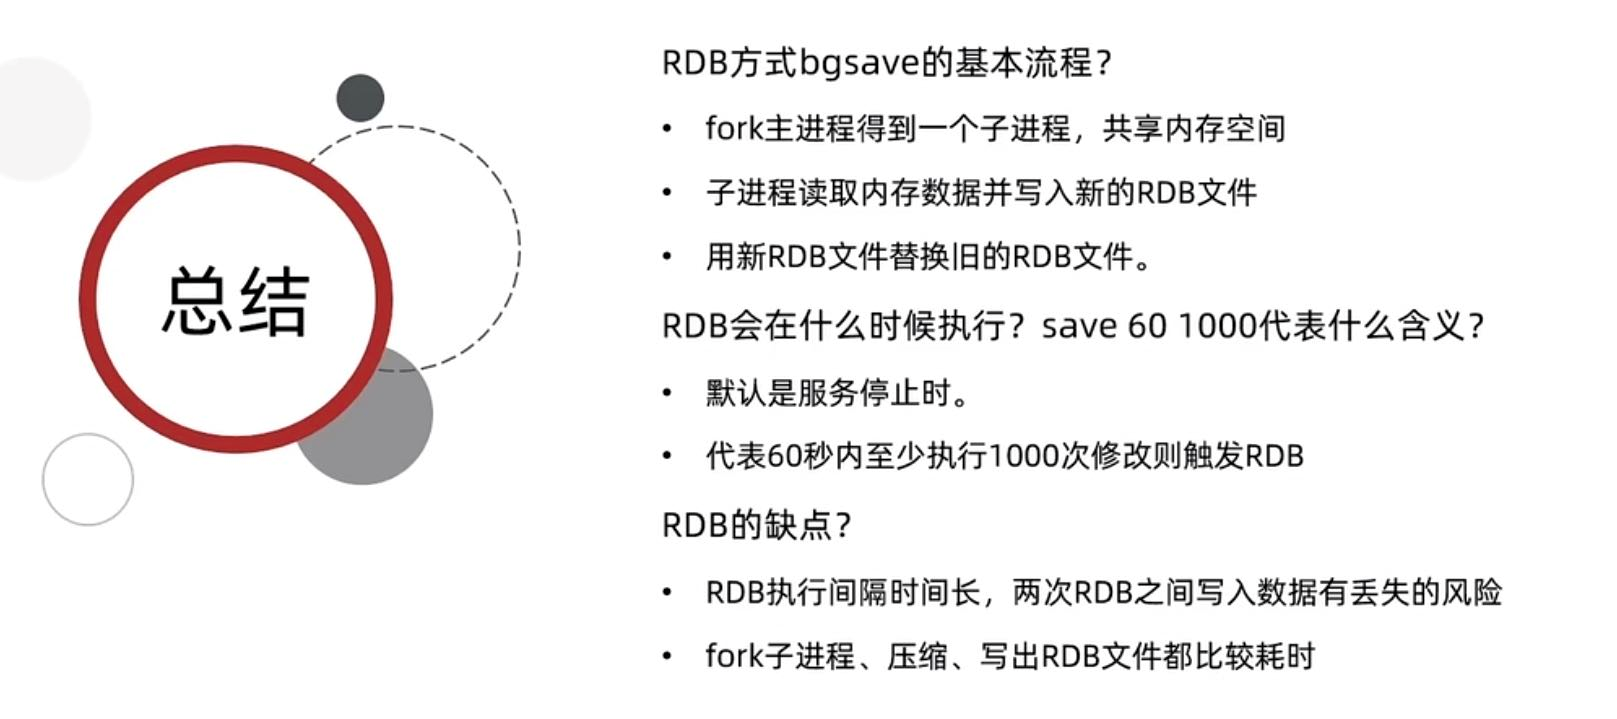 总结
RDB方式bgsave的基本流程？
• fork主进程得到一个子进程，共享内存空间
• 子进程读取内存数据并写入新的RDB文件
• 用新RDB文件替换旧的RDB文件。
RDB会在什么时候执行？save 60 1000代表什么含义？
• 默认是服务停止时。
• 代表60秒内至少执行1000次修改则触发RDB
RDB的缺点？
• RDB执行间隔时间长，两次RDB之间写入数据有丢失的风险
• fork子进程、压缩、写出RDB文件都比较耗时